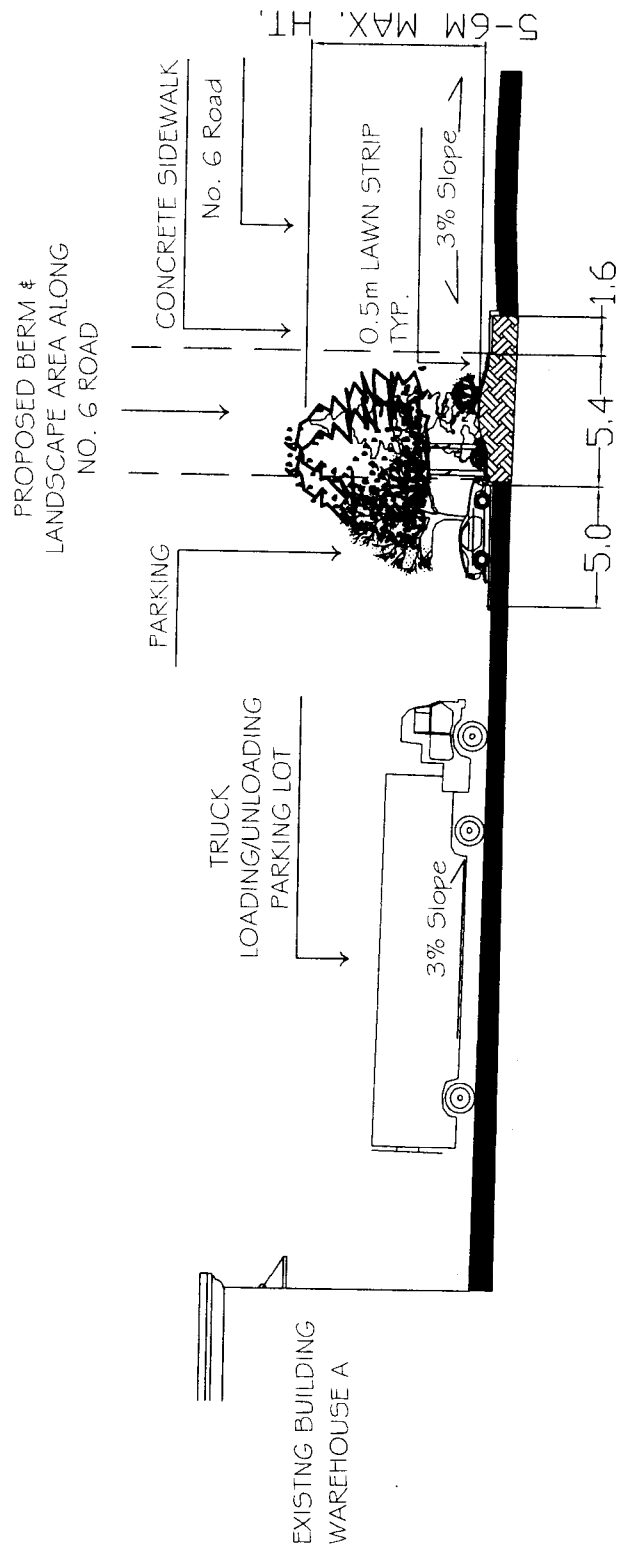 PROPOSED BERM &
LANDSCAPE AREA ALONG
NO. 6 ROAD
CONCRETE SIDEWALK
No. 6 Road
PARKING
TRUCK
LOADING/UNLOADING
PARKING LOT
0.5m LAWN STRIP
TYP.
3% Slope
5-6M MAX. HT.
3% Slope
EXISTNG BUILDING
WAREHOUSE A
5.0
5.4
1.6